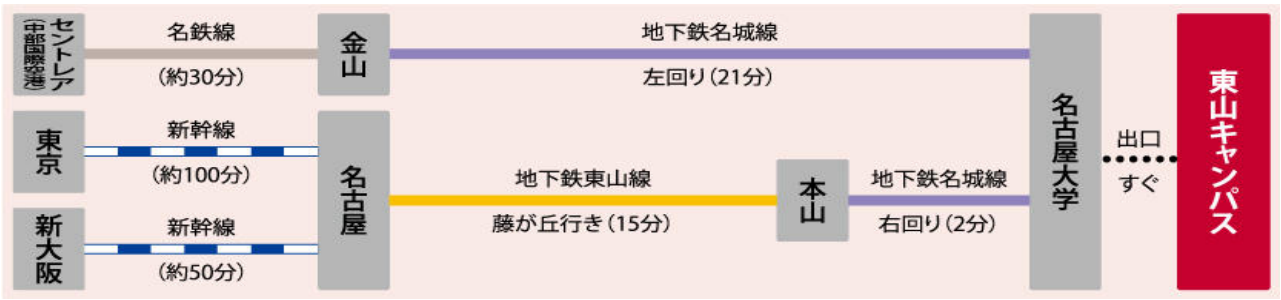 セントレア
(中部国際空港)
名鉄線
(約30分)
金山
地下鉄名城線
左回り(21分)
東京
新幹線
(約100分)
新大阪
新幹線
(約50分)
名古屋
地下鉄東山線
藤が丘行き(15分)
本山
地下鉄名城線
右回り(2分)
名古屋大学
出口
すぐ
東山キャンパス